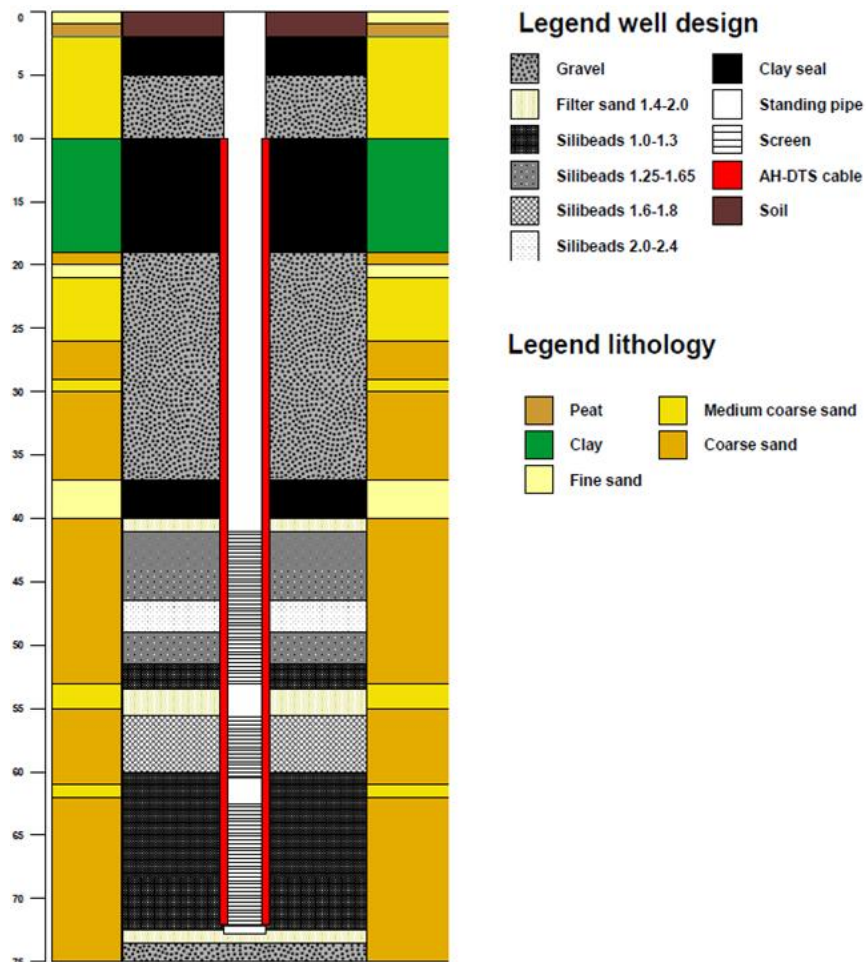 0
5
10
15
20
25
30
35
40
45
50
55
60
65
70
75
Legend well design
Gravel
Clay seal
Filter sand 1.4-2.0
Standing pipe
Silibeads 1.0-1.3
Screen
Silibeads 1.25-1.65
AH-DTS cable
Silibeads 1.6-1.8
Soil
Silibeads 2.0-2.4
Legend lithology
Peat
Medium coarse sand
Clay
Coarse sand
Fine sand